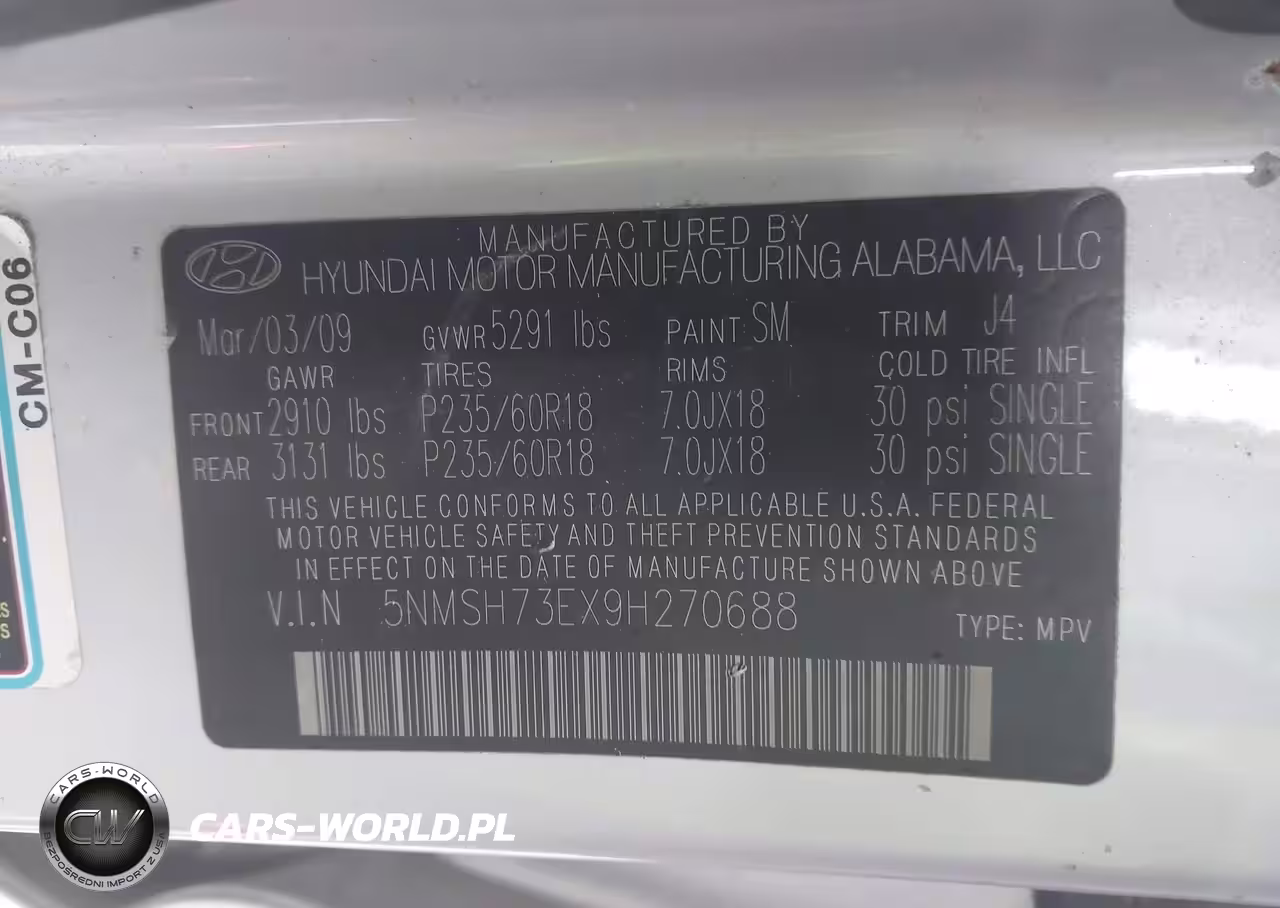 CM-C06
MANUFACTURED BY
HYUNDAI MOTOR MANUFACTURING ALABAMA, LLC
Mar/03/09 GVWR 5291 lbs PAINT: SM TRIM J4
GAWR TIRES RIMS COLD TIRE INFL
FRONT 2910 lbs P235/60R18 7.0JX18 30 psi SINGLE
REAR 3131 lbs P235/60R18 7.0JX18 30 psi SINGLE
THIS VEHICLE CONFORMS TO ALL APPLICABLE U.S.A. FEDERAL
MOTOR VEHICLE SAFETY AND THEFT PREVENTION STANDARDS
IN EFFECT ON THE DATE OF MANUFACTURE SHOWN ABOVE
V.I.N 5NMSH73EX9H270688
TYPE: MPV
CARS-WORLD
CW
BEZPOŚREDNI IMPORT Z USA
CARS-WORLD.PL